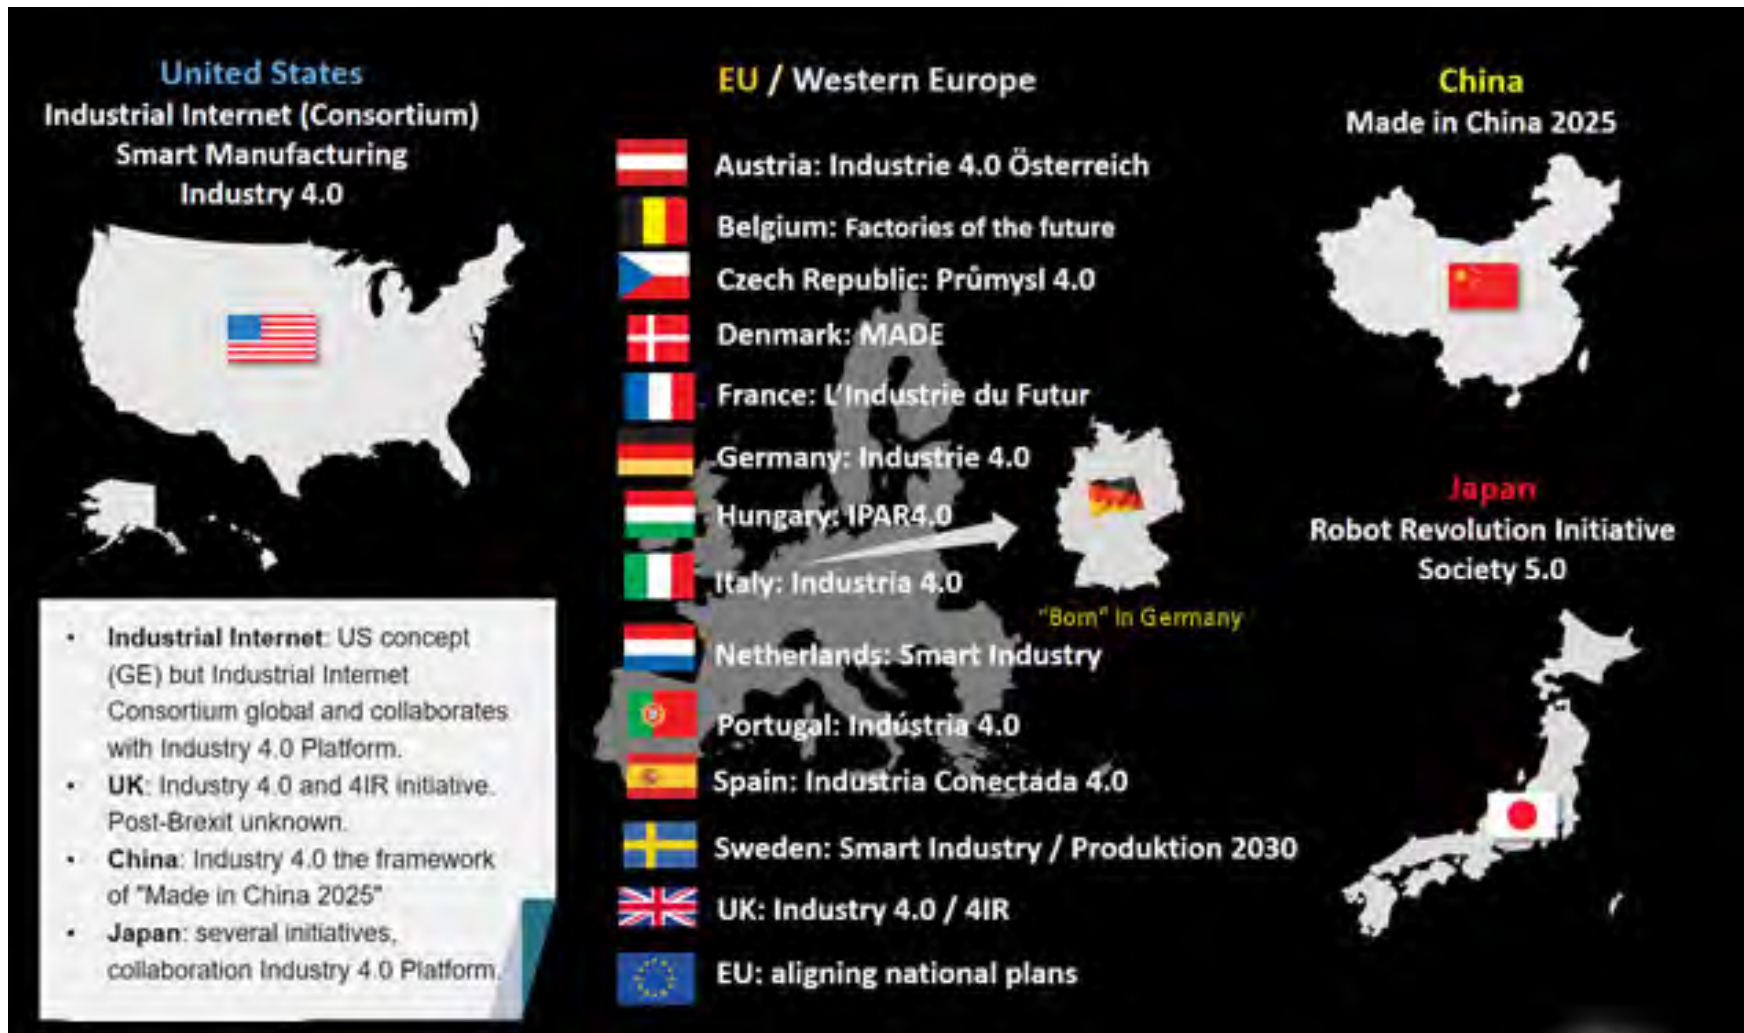 United States
Industrial Internet (Consortium)
Smart Manufacturing
Industry 4.0
• Industrial Internet: US concept
(GE) but Industrial Internet
Consortium global and collaborates
with Industry 4.0 Platform.
• UK: Industry 4.0 and 4IR initiative.
Post-Brexit unknown.
• China: Industry 4.0 the framework
of "Made in China 2025"
• Japan: several initiatives,
collaboration Industry 4.0 Platform.
EU / Western Europe
Austria: Industrie 4.0 Österreich
Belgium: Factories of the future
Czech Republic: Průmysl 4.0
Denmark: MADE
France: L'Industrie du Futur
Germany: Industrie 4.0
Hungary: IPAR4.0
Italy: Industria 4.0
Netherlands: Smart Industry
Portugal: Indústria 4.0
Spain: Industria Conectada 4.0
Sweden: Smart Industry / Produktion 2030
UK: Industry 4.0 / 4IR
EU: aligning national plans
"Born" In Germany
China
Made in China 2025
Japan
Robot Revolution Initiative
Society 5.0